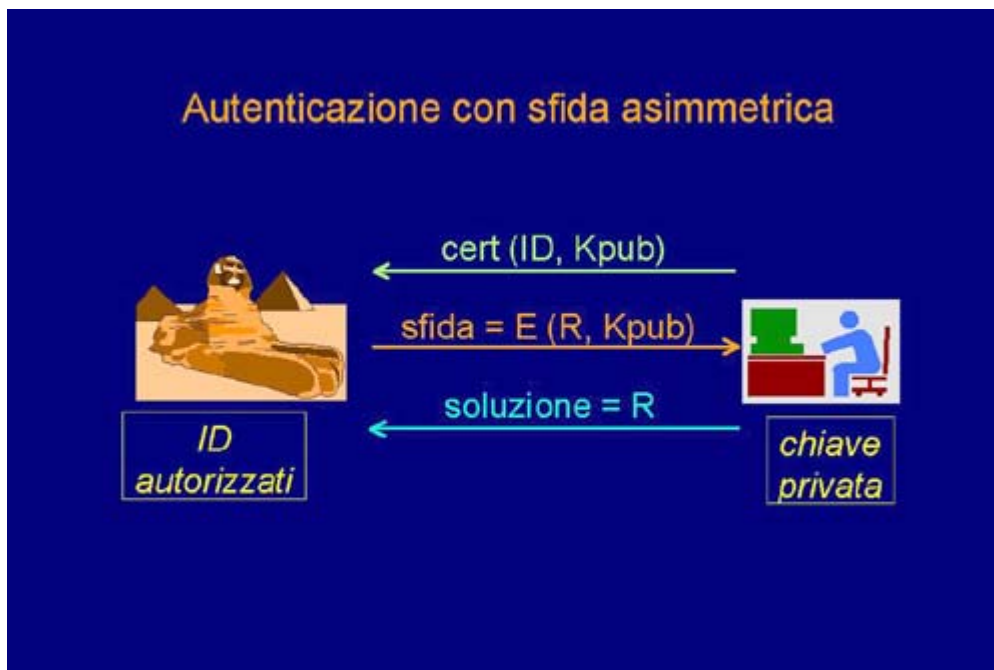 Autenticazione con sfida asimmetrica
cert (ID, Kpub)
sfida = E (R, Kpub)
soluzione = R
ID
autorizzati
chiave
privata